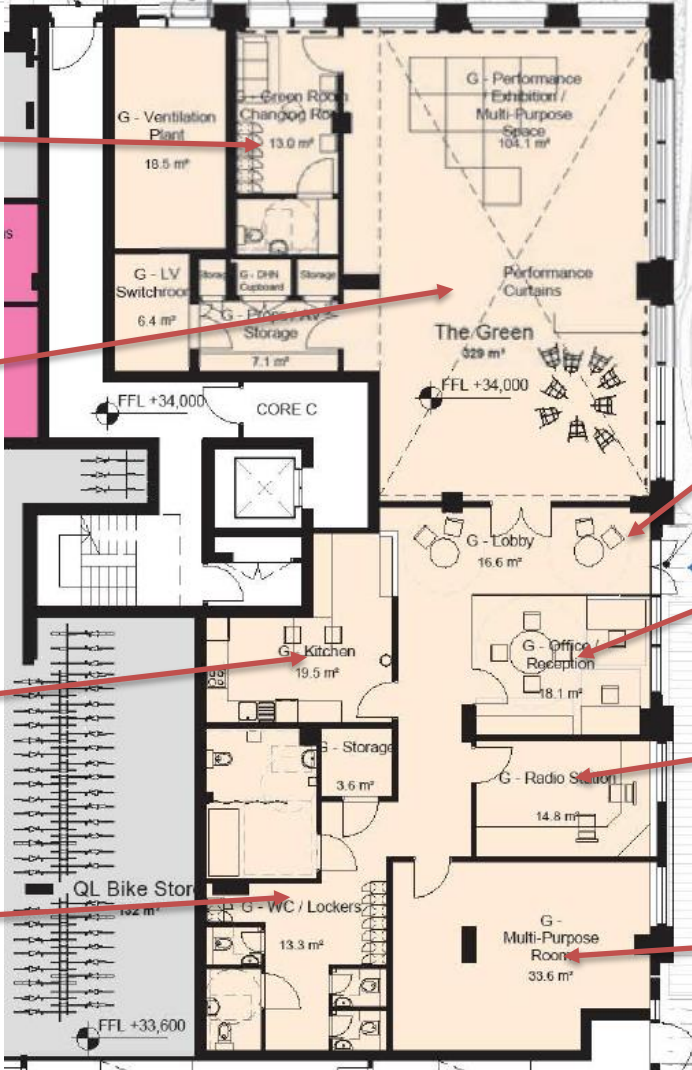 G - Ventilation
Plant
18.5 m²
G - Green Room
Changing Room
13.0 m²
G - Performance
/ Exhibition /
Multi-Purpose
Space
104.1 m²
s
G - LV
Switchroom
6.4 m²
Storage
G - DHN
Cupboard
Storage
G - Props / AV
Storage
7.1 m²
Performance
Curtains
The Green
329 m²
FFL +34,000
CORE C
FFL +34,000
G - Lobby
16.6 m²
G - Kitchen
19.5 m²
G - Office /
Reception
18.1 m²
G - Storage
3.6 m²
G - Radio Station
14.8 m²
QL Bike Store
132 m²
G - WC / Lockers
13.3 m²
G -
Multi-Purpose
Room
33.6 m²
FFL +33,600